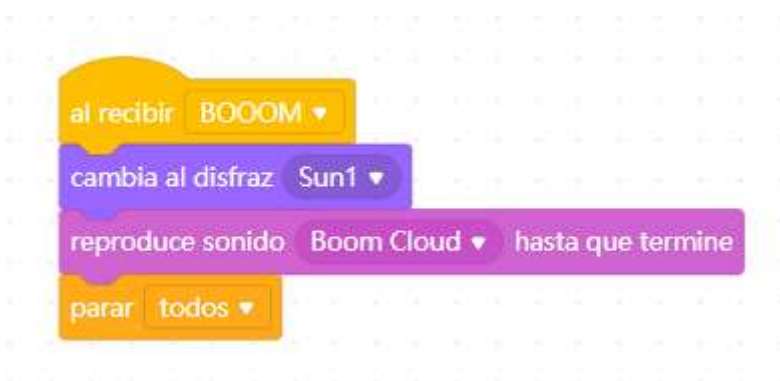 al recibir BOOOM
cambia al disfraz Sun1
reproduce sonido Boom Cloud hasta que termine
parar todos